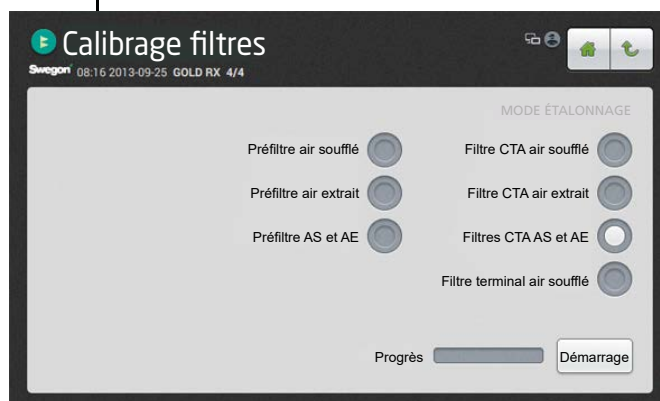 Calibrage filtres
Swegon 08:16 2013-09-25 GOLD RX 4/4
MODE ÉTALONNAGE
Préfiltre air soufflé
Filtre CTA air soufflé
Préfiltre air extrait
Filtre CTA air extrait
Préfiltre AS et AE
Filtres CTA AS et AE
Filtre terminal air soufflé
Progrès
Démarrage